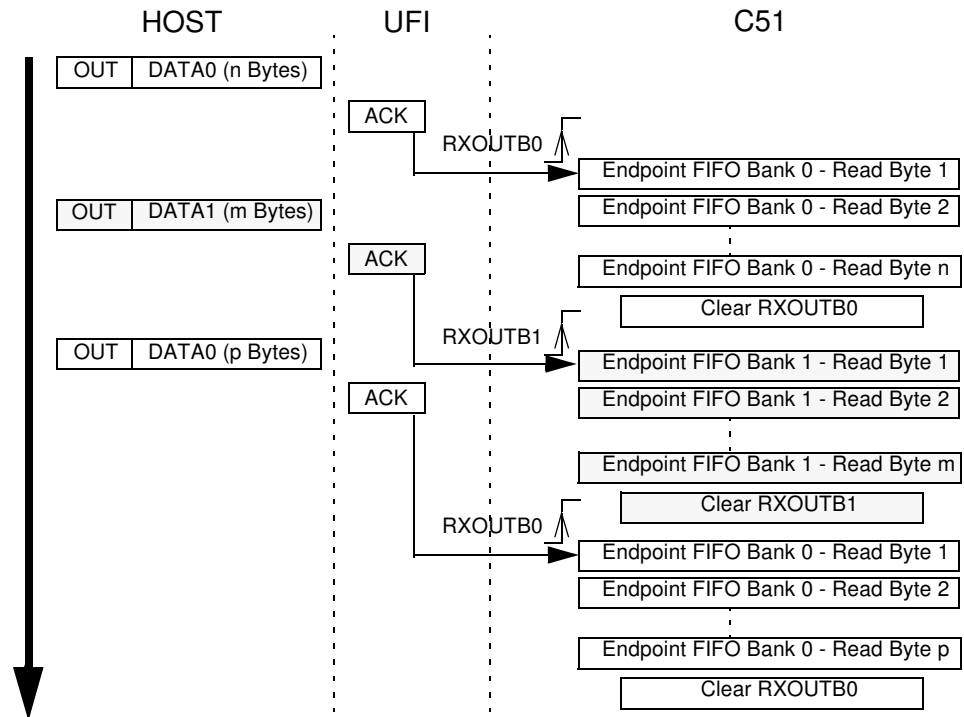 HOST UFI C51
OUT DATA0 (n Bytes)
ACK
RXOUTB0
Endpoint FIFO Bank 0 - Read Byte 1
OUT DATA1 (m Bytes)
Endpoint FIFO Bank 0 - Read Byte 2
ACK
Endpoint FIFO Bank 0 - Read Byte n
Clear RXOUTB0
RXOUTB1
OUT DATA0 (p Bytes)
Endpoint FIFO Bank 1 - Read Byte 1
ACK
Endpoint FIFO Bank 1 - Read Byte 2
Endpoint FIFO Bank 1 - Read Byte m
Clear RXOUTB1
RXOUTB0
Endpoint FIFO Bank 0 - Read Byte 1
Endpoint FIFO Bank 0 - Read Byte 2
Endpoint FIFO Bank 0 - Read Byte p
Clear RXOUTB0